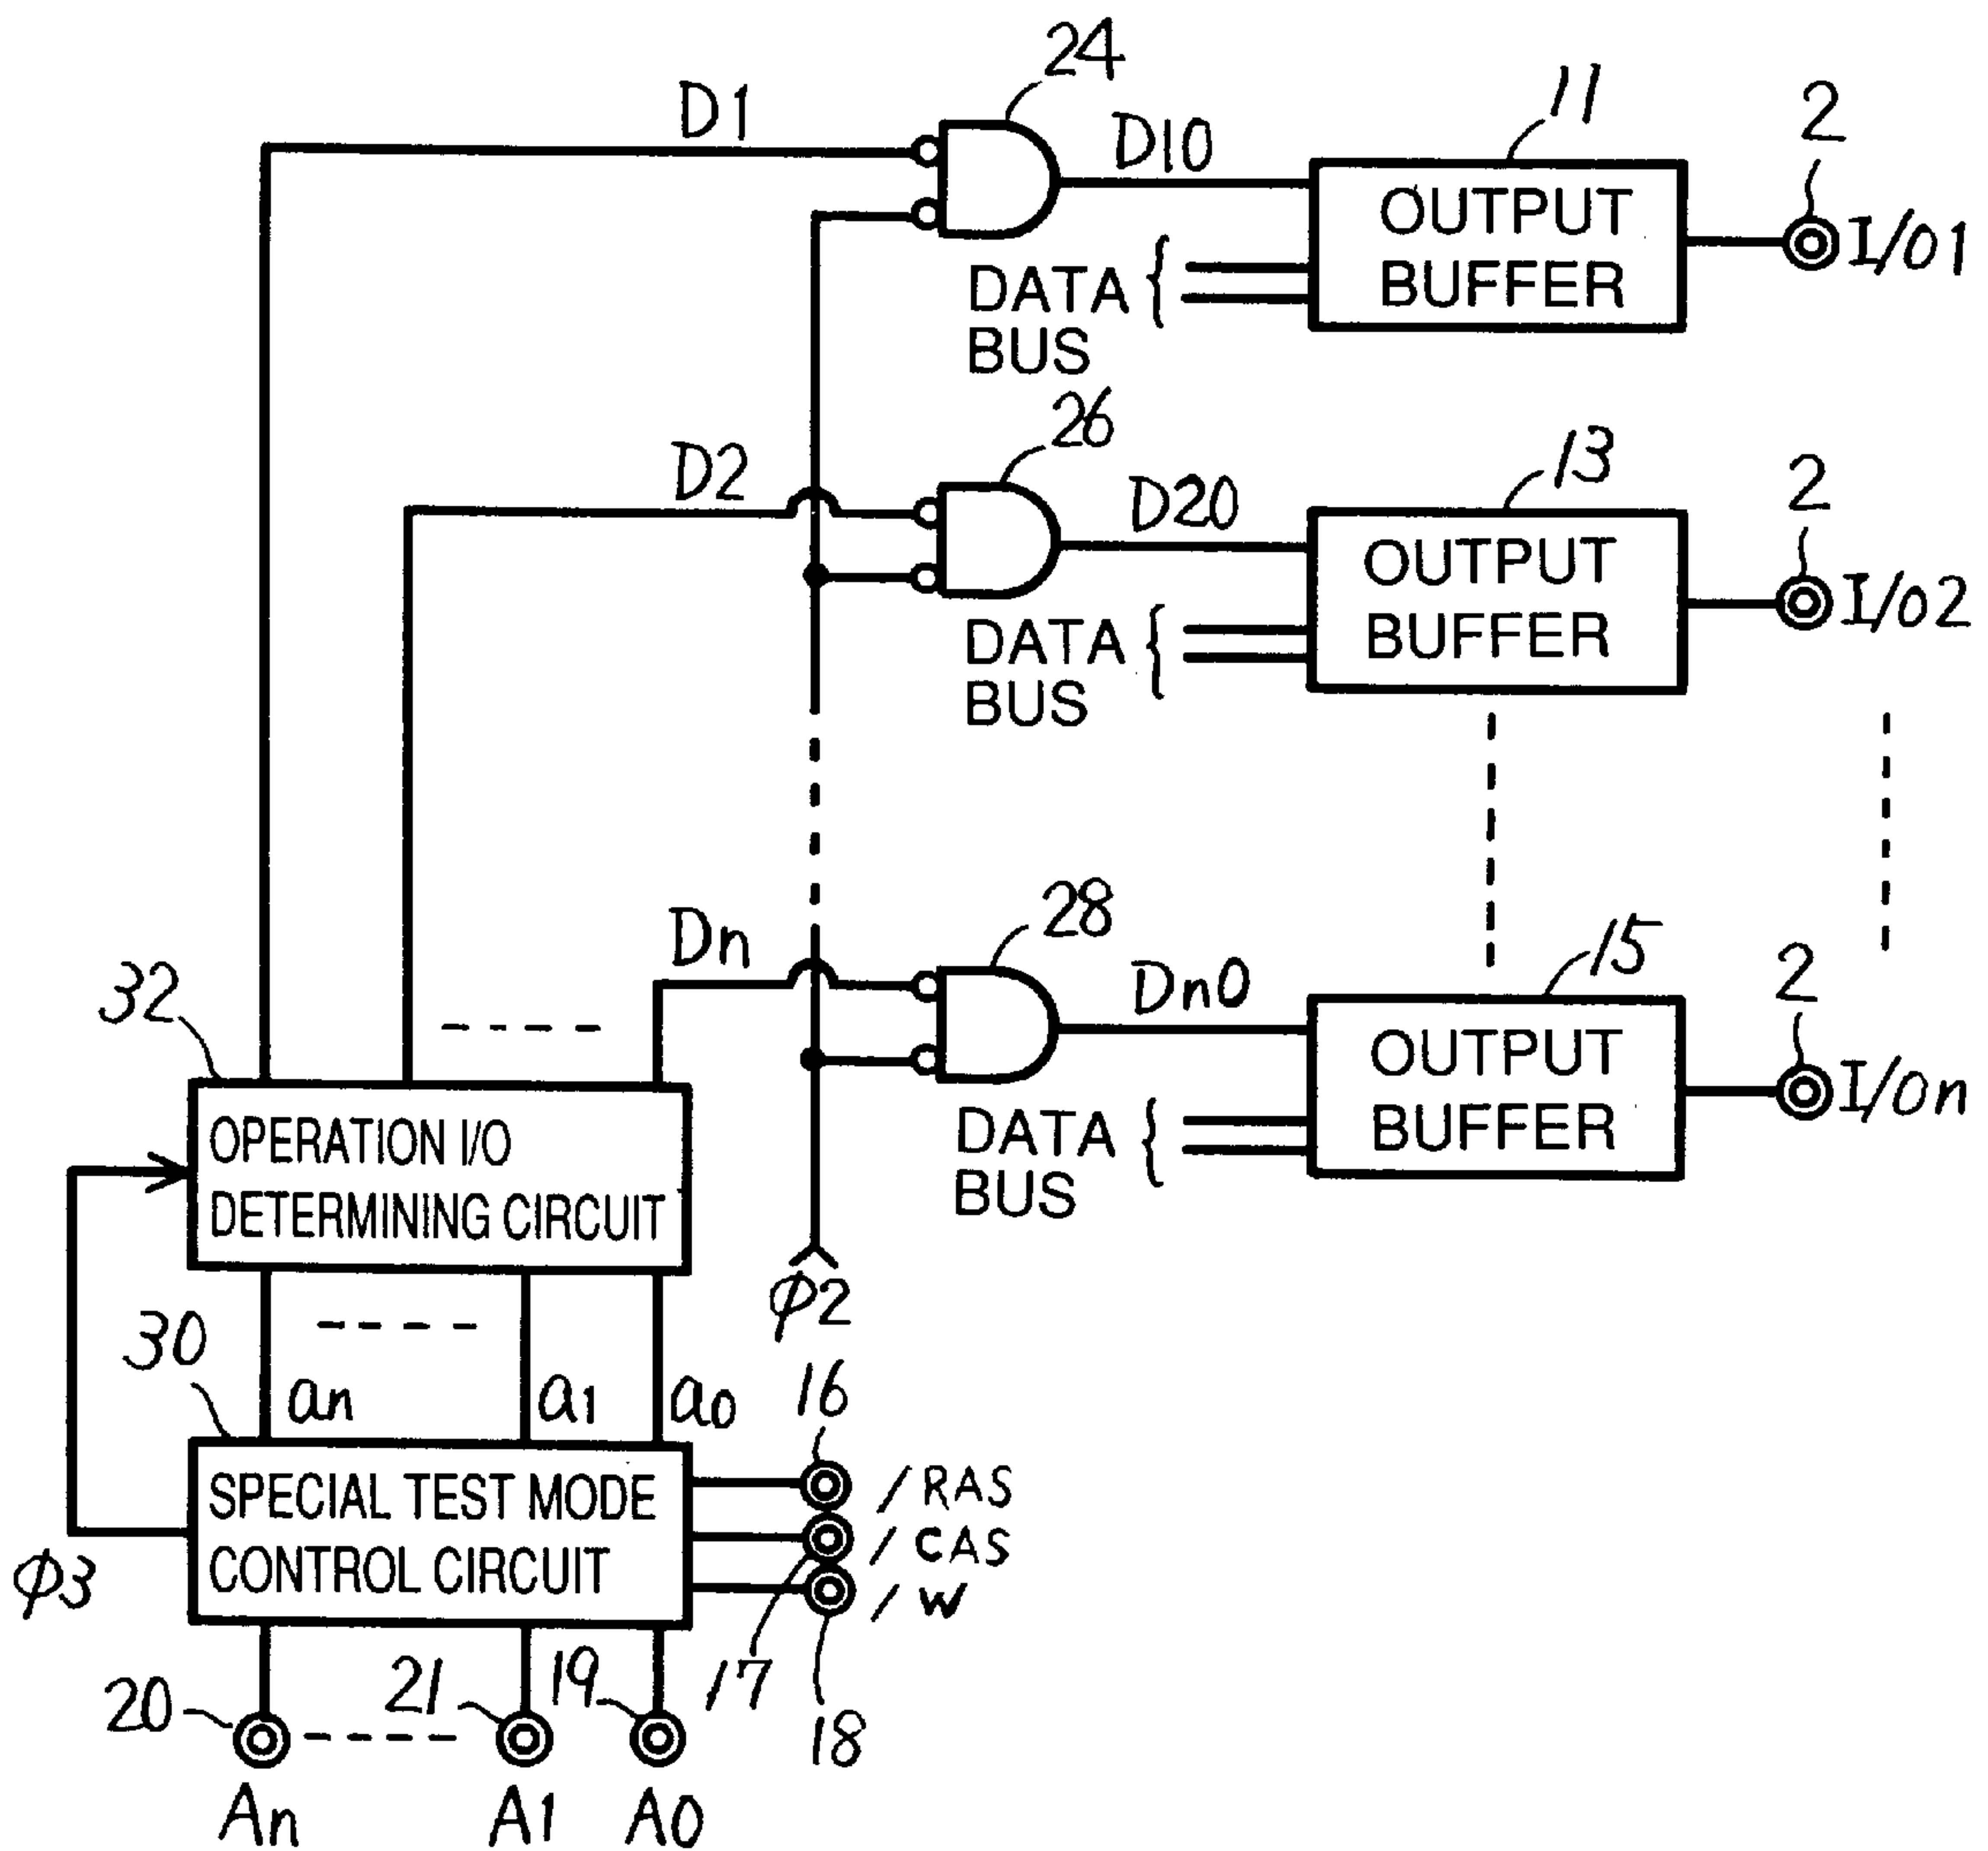 24
D1
11
2
D10
OUTPUT
BUFFER
I/O1
DATA
BUS
26
D2
13
2
D20
OUTPUT
BUFFER
I/O2
DATA
BUS
28
Dn
15
2
Dn0
OUTPUT
BUFFER
I/On
DATA
BUS
32
OPERATION I/O
DETERMINING CIRCUIT
φ2
30
an
a1
a0
16
SPECIAL TEST MODE
CONTROL CIRCUIT
/RAS
/CAS
/W
φ3
20
21
19
17
18
An
A1
A0